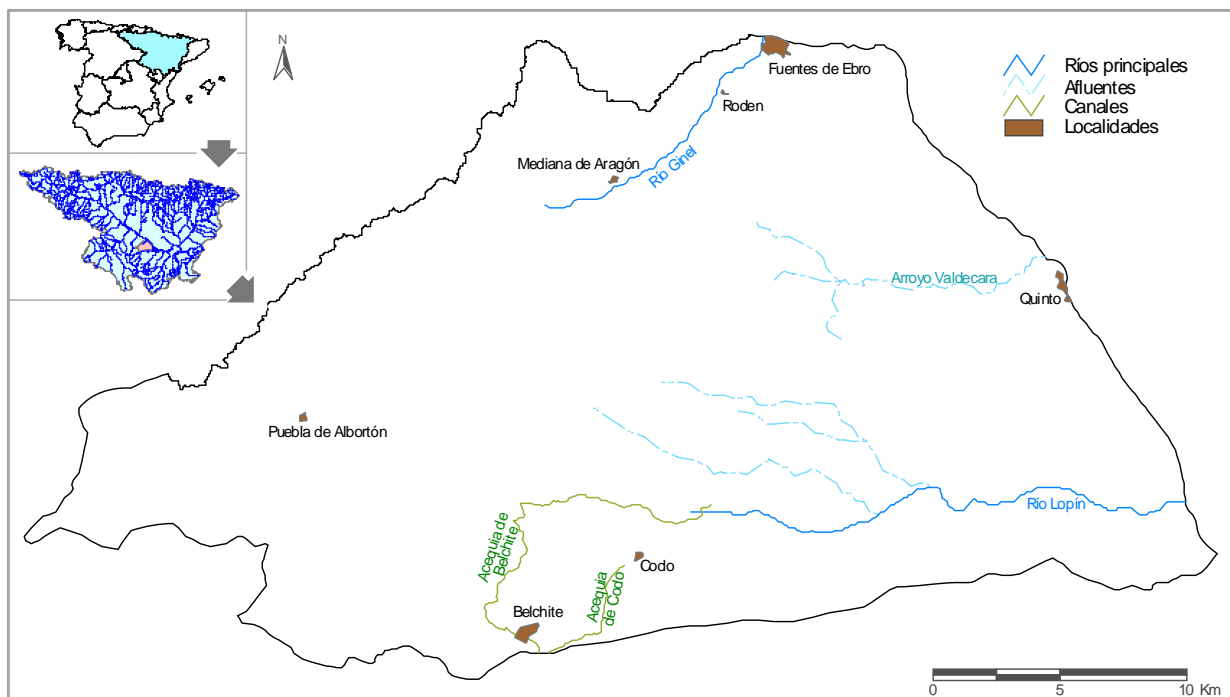 N
Fuentes de Ebro
Roden
Mediana de Aragón
Río Ginel
Ríos principales
Afluentes
Canales
Localidades
Arroyo Valdecara
Quinto
Puebla de Albortón
Río Lopín
Acequia de
Belchite
Codo
Acequia
de Codo
Belchite
0 5 10 Km